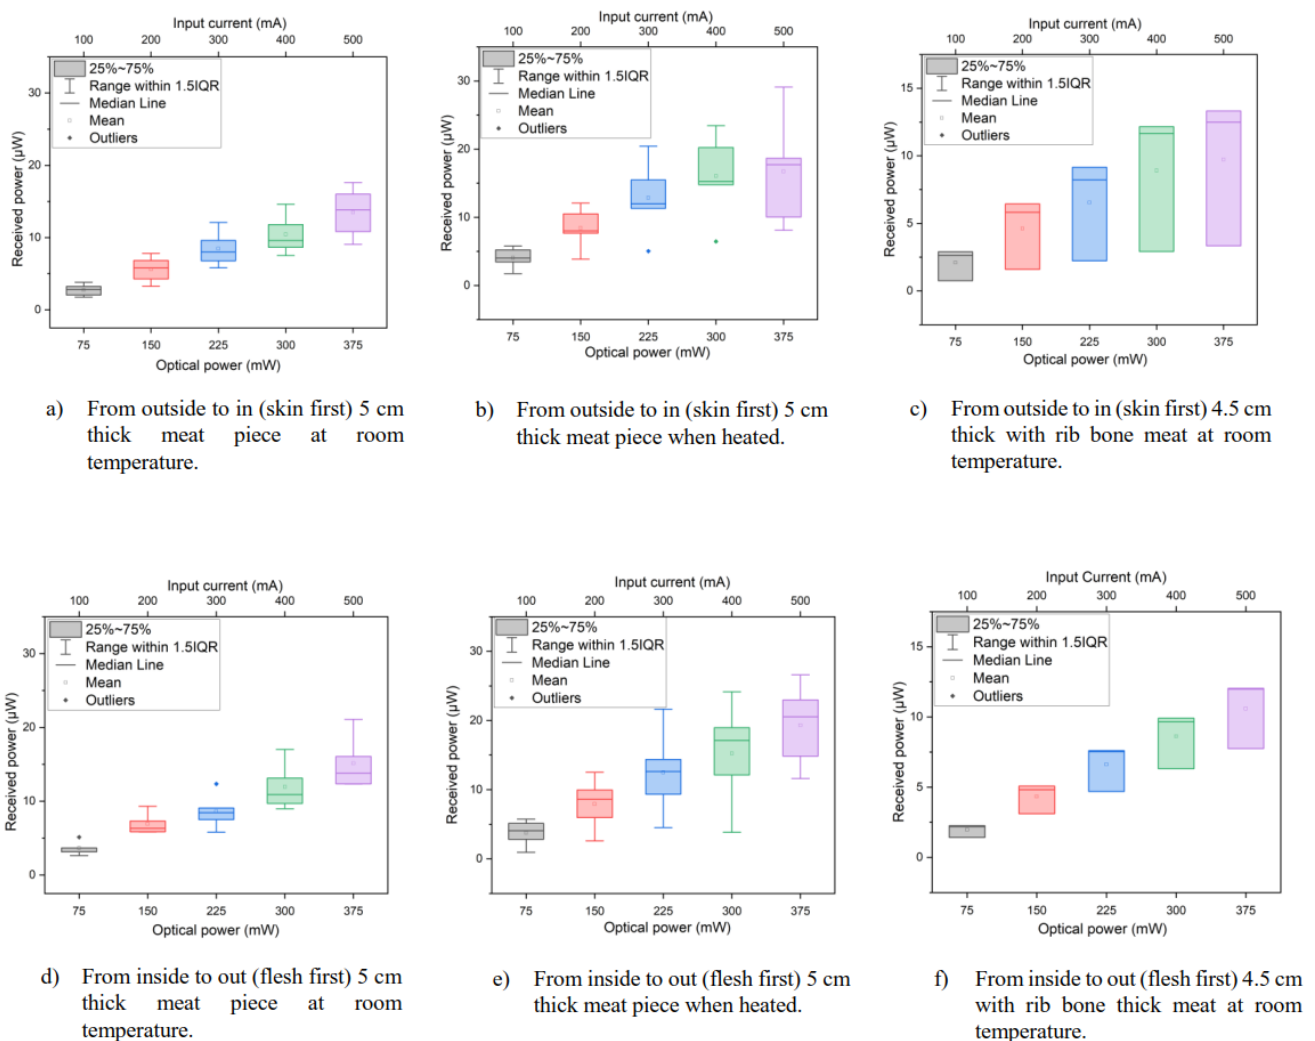 Input current (mA)
100 200 300 400 500
25%~75%
Range within 1.5IQR
Median Line
Mean
Outliers
30
20
10
0
Received power (μW)
75 150 225 300 375
Optical power (mW)
a) From outside to in (skin first) 5 cm
thick meat piece at room
temperature.
Input current (mA)
100 200 300 400 500
25%~75%
Range within 1.5IQR
Median Line
Mean
Outliers
30
20
10
0
Received power (μW)
75 150 225 300 375
Optical power (mW)
b) From outside to in (skin first) 5 cm
thick meat piece when heated.
Input current (mA)
100 200 300 400 500
25%~75%
Range within 1.5IQR
Median Line
Mean
Outliers
15
10
5
0
Received power (μW)
75 150 225 300 375
Optical power (mW)
c) From outside to in (skin first) 4.5 cm
thick with rib bone meat at room
temperature.
Input current (mA)
100 200 300 400 500
25%~75%
Range within 1.5IQR
Median Line
Mean
Outliers
30
20
10
0
Received power (μW)
75 150 225 300 375
Optical power (mW)
d) From inside to out (flesh first) 5 cm
thick meat piece at room
temperature.
Input current (mA)
100 200 300 400 500
25%~75%
Range within 1.5IQR
Median Line
Mean
Outliers
30
20
10
0
Received power (μW)
75 150 225 300 375
Optical power (mW)
e) From inside to out (flesh first) 5 cm
thick meat piece when heated.
Input Current (mA)
100 200 300 400 500
25%~75%
Range within 1.5IQR
Median Line
Mean
Outliers
15
10
5
0
Received power (μW)
75 150 225 300 375
Optical power (mW)
f) From inside to out (flesh first) 4.5 cm
with rib bone thick meat at room
temperature.